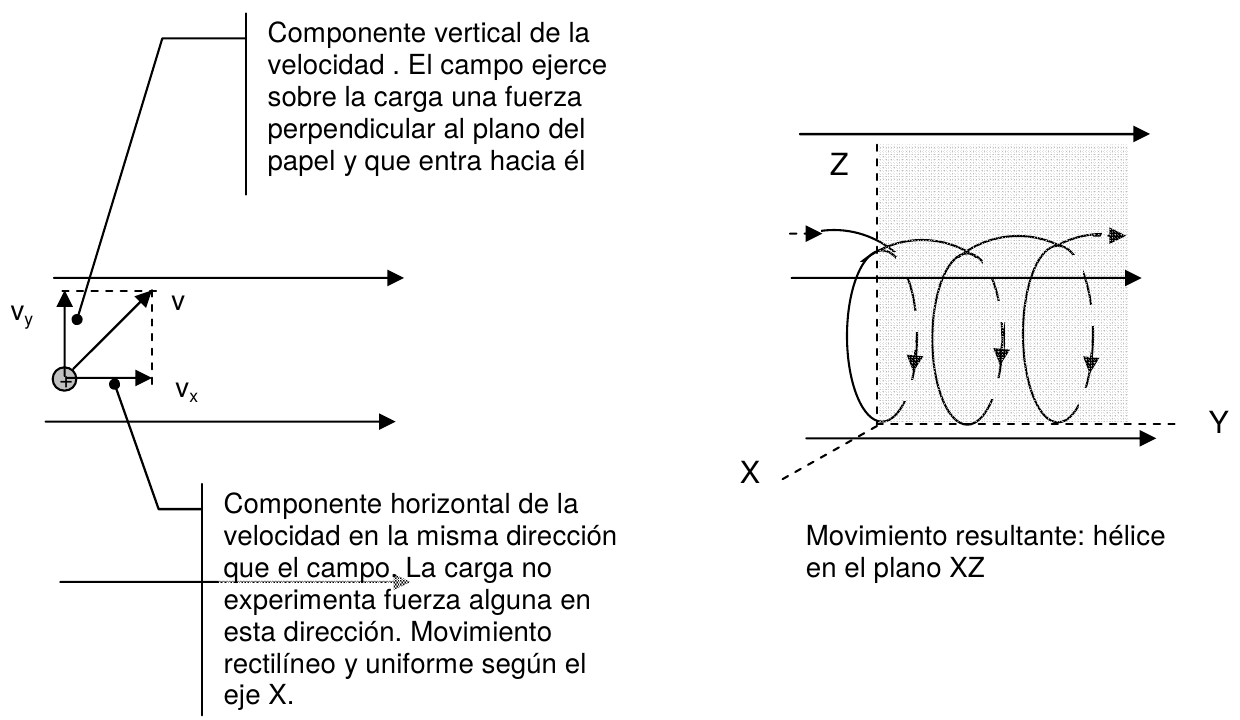 Componente vertical de la
velocidad . El campo ejerce
sobre la carga una fuerza
perpendicular al plano del
papel y que entra hacia él
v
vy
+
vx
Componente horizontal de la
velocidad en la misma dirección
que el campo. La carga no
experimenta fuerza alguna en
esta dirección. Movimiento
rectilíneo y uniforme según el
eje X.
Z
Y
X
Movimiento resultante: hélice
en el plano XZ